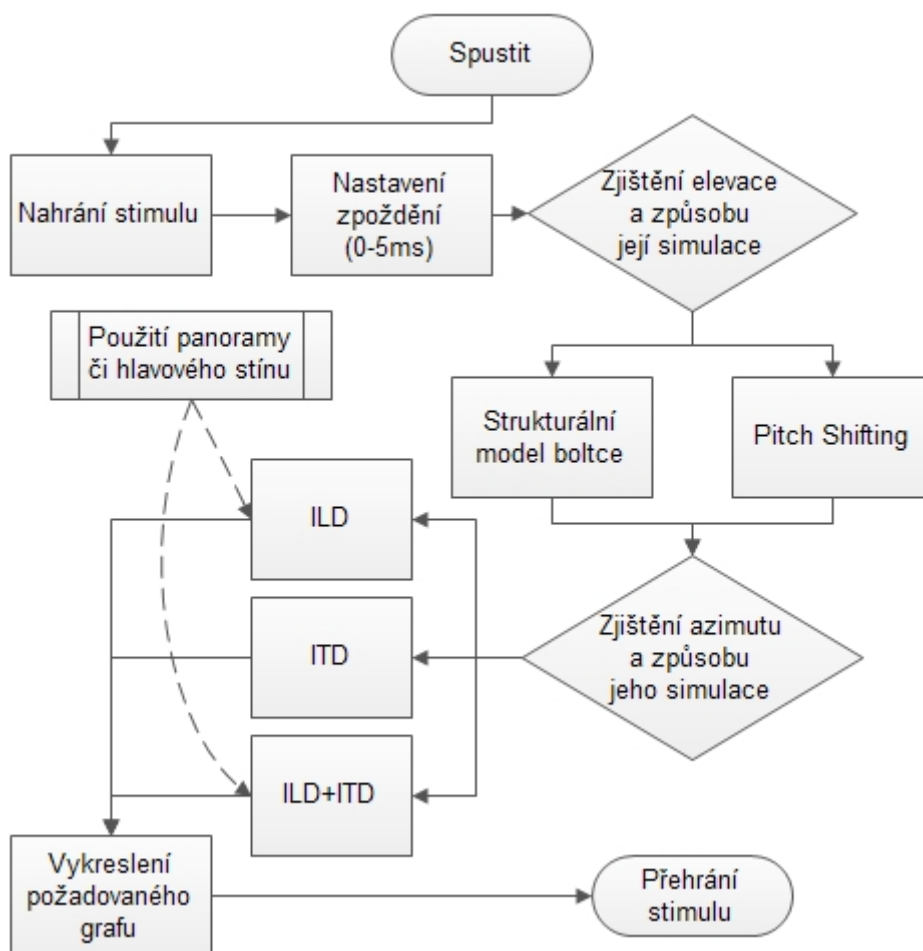 Spustit
Nahrání stimulu
Nastavení
zpoždění
(0-5ms)
Zjištění elevace
a způsobu
její simulace
Použití panoramy
či hlavového stínu
Strukturální
model boltce
Pitch Shifting
ILD
ITD
ILD+ITD
Zjištění azimutu
a způsobu
jeho simulace
Vykreslení
požadovaného
grafu
Přehrání
stimulu